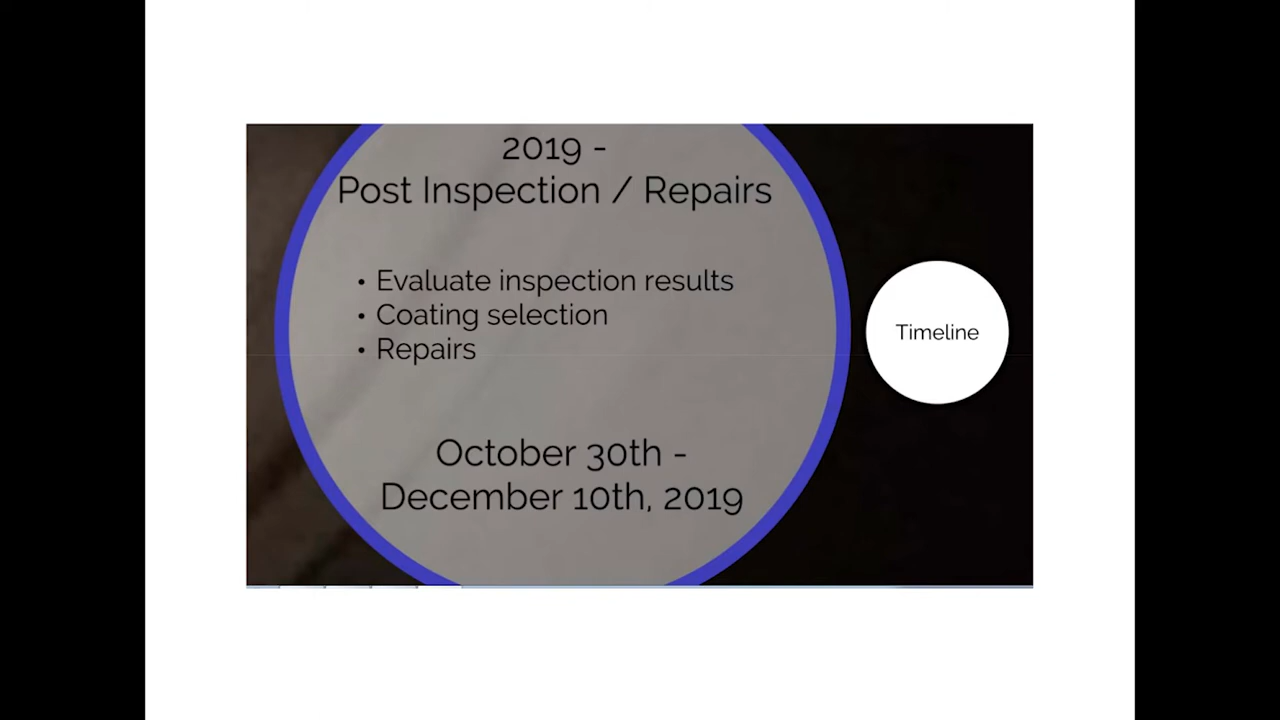 2019 -
Post Inspection / Repairs
• Evaluate inspection results
• Coating selection
• Repairs
October 30th -
December 10th, 2019
Timeline